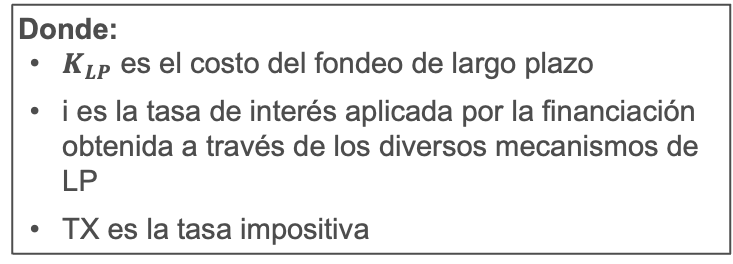 Donde:
• K_LP es el costo del fondeo de largo plazo
• i es la tasa de interés aplicada por la financiación
obtenida a través de los diversos mecanismos de
LP
• TX es la tasa impositiva